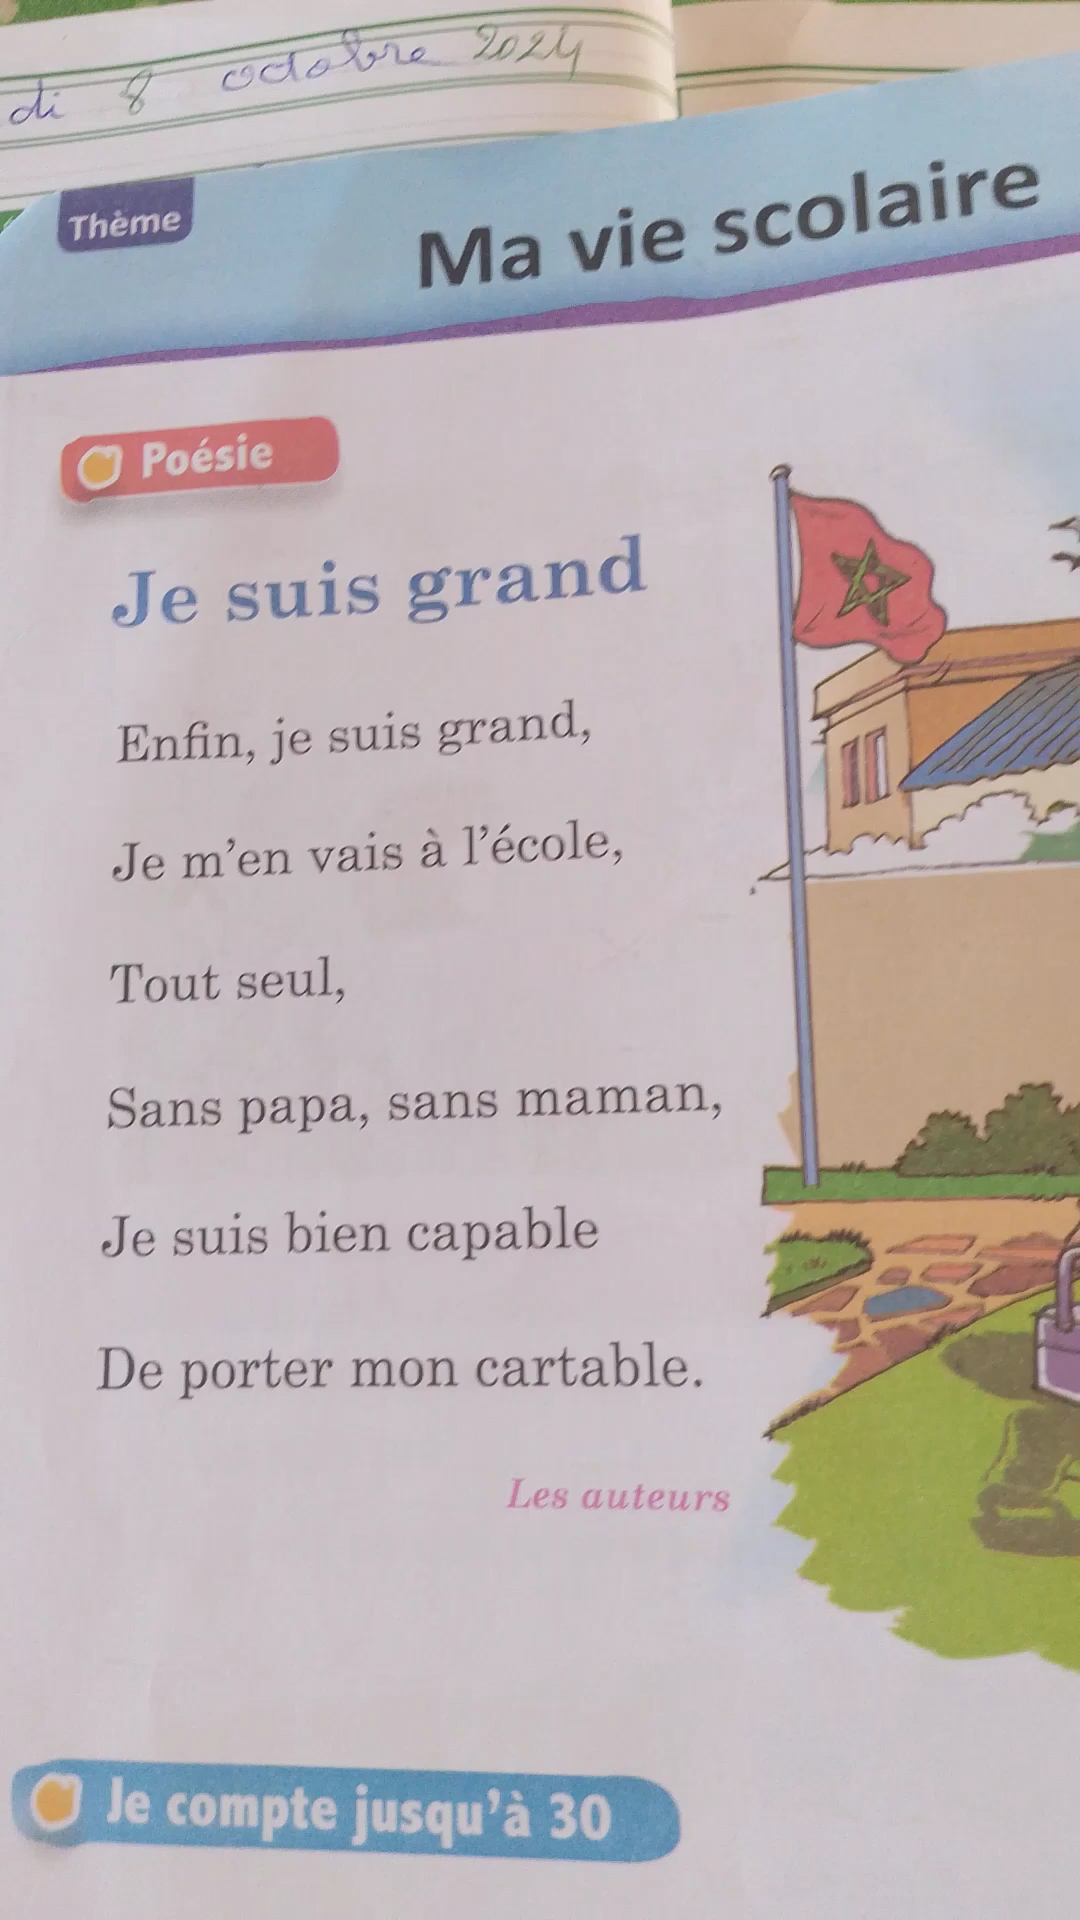 di 8 octobre 2024
Thème
Ma vie scolaire
Poésie
Je suis grand
Enfin, je suis grand,
Je m'en vais à l'école,
Tout seul,
Sans papa, sans maman,
Je suis bien capable
De porter mon cartable.
Les auteurs
Je compte jusqu'à 30